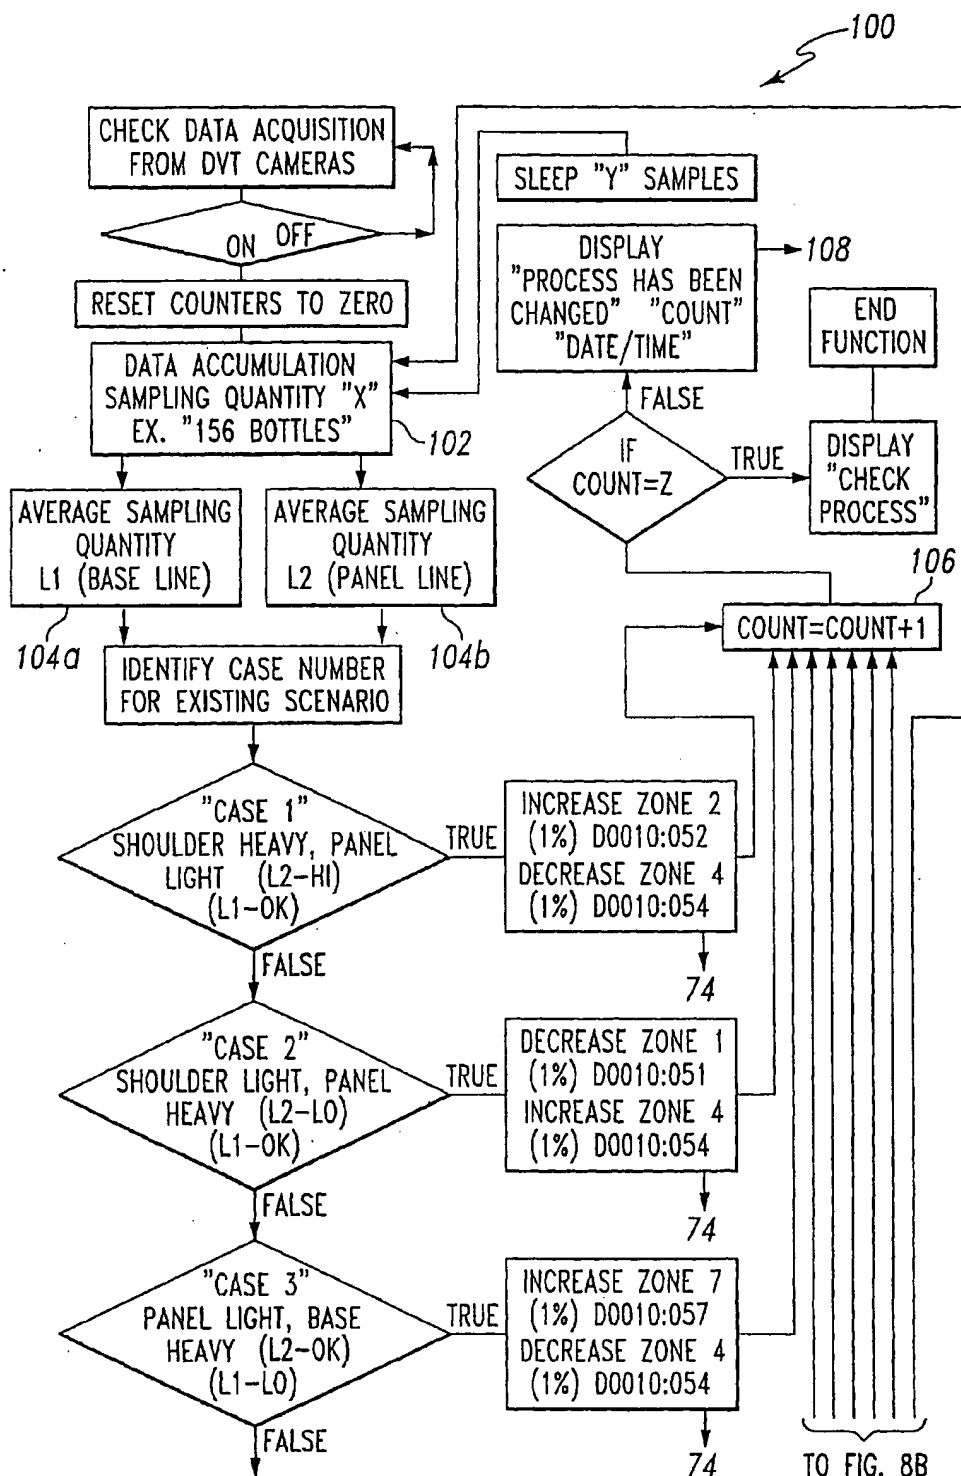 100
CHECK DATA ACQUISITION
FROM DVT CAMERAS
ON OFF
RESET COUNTERS TO ZERO
DATA ACCUMULATION
SAMPLING QUANTITY "X"
EX. "156 BOTTLES"
102
AVERAGE SAMPLING
QUANTITY
L1 (BASE LINE)
104a
AVERAGE SAMPLING
QUANTITY
L2 (PANEL LINE)
104b
IDENTIFY CASE NUMBER
FOR EXISTING SCENARIO
SLEEP "Y" SAMPLES
DISPLAY
"PROCESS HAS BEEN
CHANGED" "COUNT"
"DATE/TIME"
108
END
FUNCTION
FALSE
IF
COUNT=Z
TRUE
DISPLAY
"CHECK
PROCESS"
106
COUNT=COUNT+1
"CASE 1"
SHOULDER HEAVY, PANEL
LIGHT (L2-HI)
(L1-OK)
TRUE
INCREASE ZONE 2
(1%) D0010:052
DECREASE ZONE 4
(1%) D0010:054
74
FALSE
"CASE 2"
SHOULDER LIGHT, PANEL
HEAVY (L2-LO)
(L1-OK)
TRUE
DECREASE ZONE 1
(1%) D0010:051
INCREASE ZONE 4
(1%) D0010:054
74
FALSE
"CASE 3"
PANEL LIGHT, BASE
HEAVY (L2-OK)
(L1-LO)
TRUE
INCREASE ZONE 7
(1%) D0010:057
DECREASE ZONE 4
(1%) D0010:054
74
FALSE
TO FIG. 8B